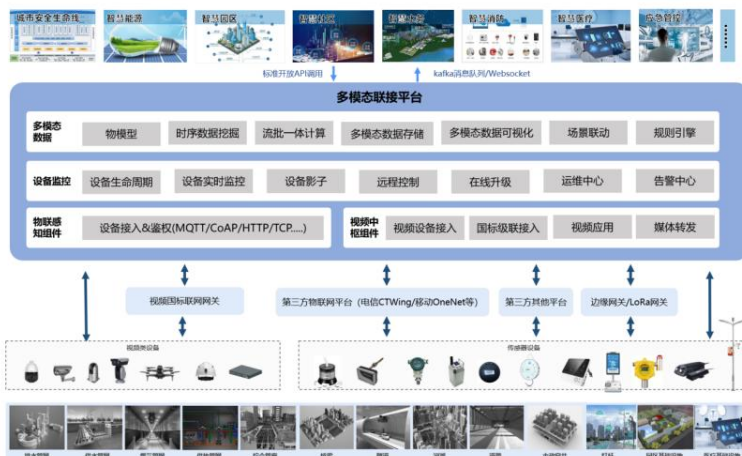 城市安全生命线
智慧能源
智慧园区
智慧社区
智慧水务
智慧消防
智慧医疗
应急管控
标准开放API调用
kafka消息队列/Websocket
多模态联接平台
多模态数据
物模型
时序数据挖掘
流批一体计算
多模态数据存储
多模态数据可视化
场景联动
规则引擎
设备监控
设备生命周期
设备实时监控
设备影子
远程控制
在线升级
运维中心
告警中心
物联感知组件
设备接入&鉴权(MQTT/CoAP/HTTP/TCP.....)
视频中枢组件
视频设备接入
国标级联接入
视频应用
媒体转发
视频国标联网网关
第三方物联网平台（电信CTWing/移动OneNet等）
第三方其他平台
边缘网关/LoRa网关
视频类设备
传感器设备